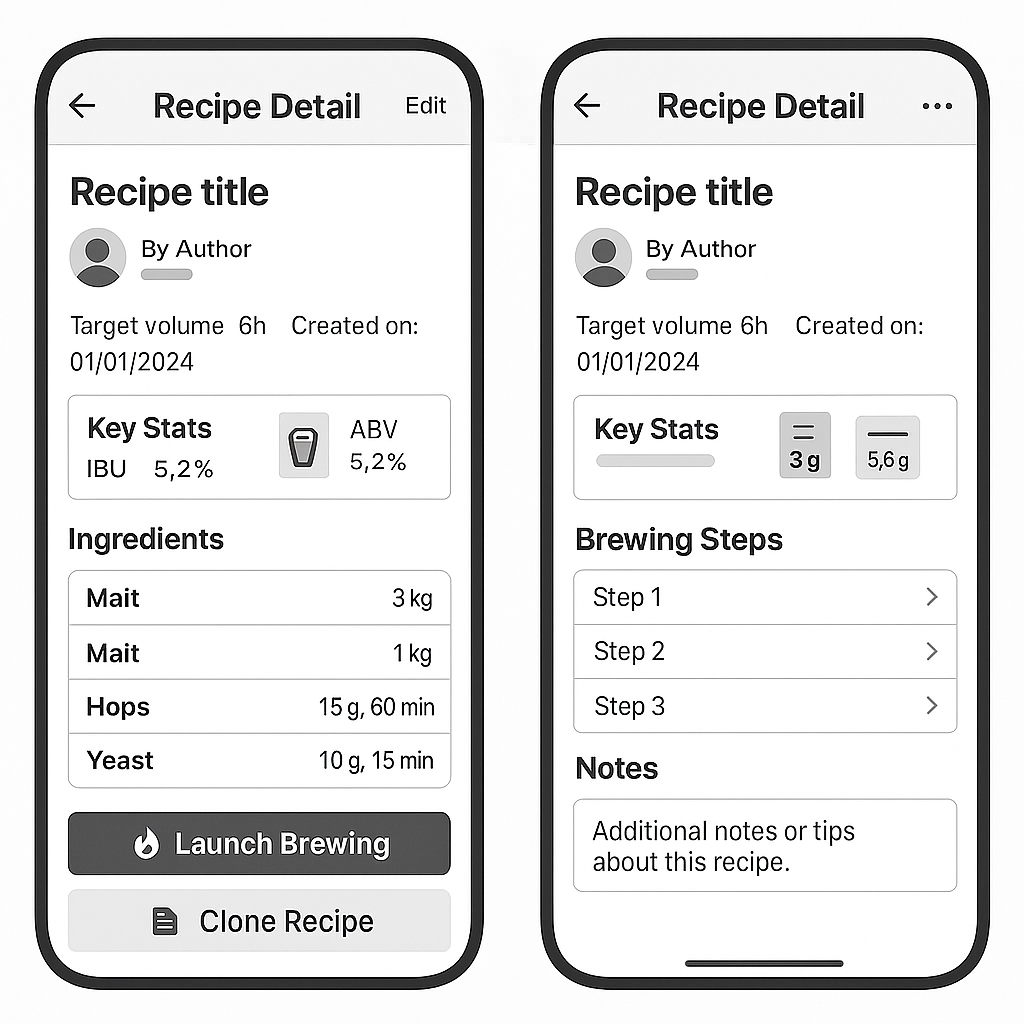 Recipe Detail Edit
Recipe title
By Author
Target volume 6h Created on:
01/01/2024
Key Stats
IBU 5,2%
ABV
5,2%
Ingredients
Mait 3 kg
Mait 1 kg
Hops 15 g, 60 min
Yeast 10 g, 15 min
Launch Brewing
Clone Recipe
Recipe Detail
Recipe title
By Author
Target volume 6h Created on:
01/01/2024
Key Stats
3 g
5,6 g
Brewing Steps
Step 1
Step 2
Step 3
Notes
Additional notes or tips
about this recipe.